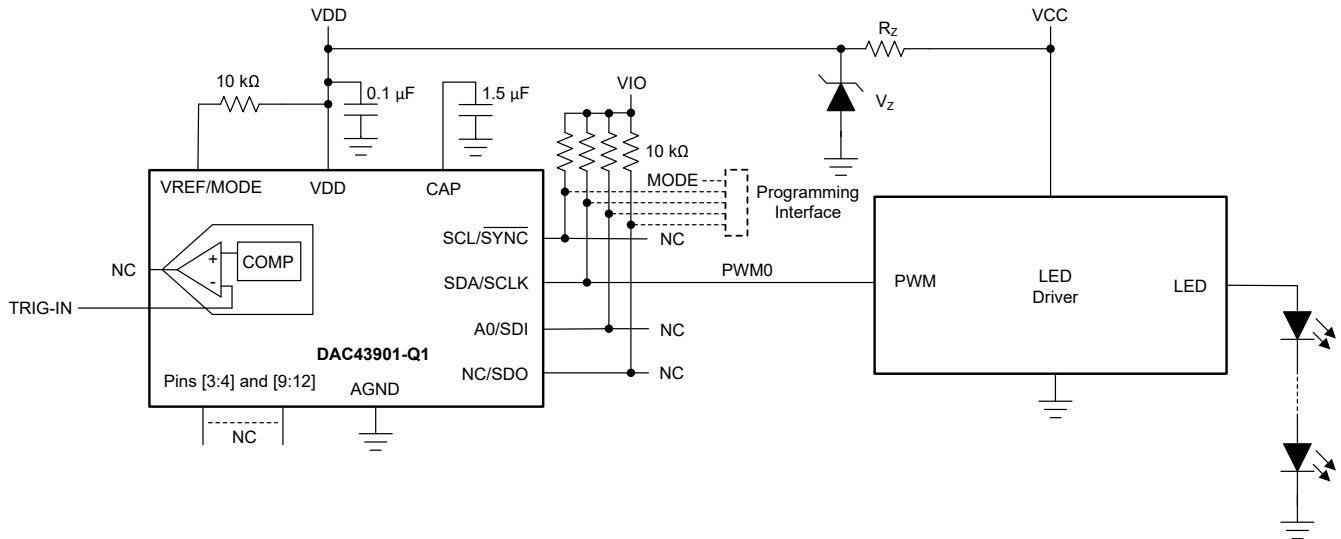 VDD
VCC
R_Z
10 kΩ
0.1 µF
1.5 µF
VIO
V_Z
10 kΩ
VREF/MODE
VDD
CAP
MODE
Programming
Interface
SCL/SYNC
NC
NC
+
-
COMP
SDA/SCLK
PWM0
PWM
LED
Driver
LED
TRIG-IN
A0/SDI
NC
DAC43901-Q1
NC/SDO
NC
Pins [3:4] and [9:12]
AGND
NC